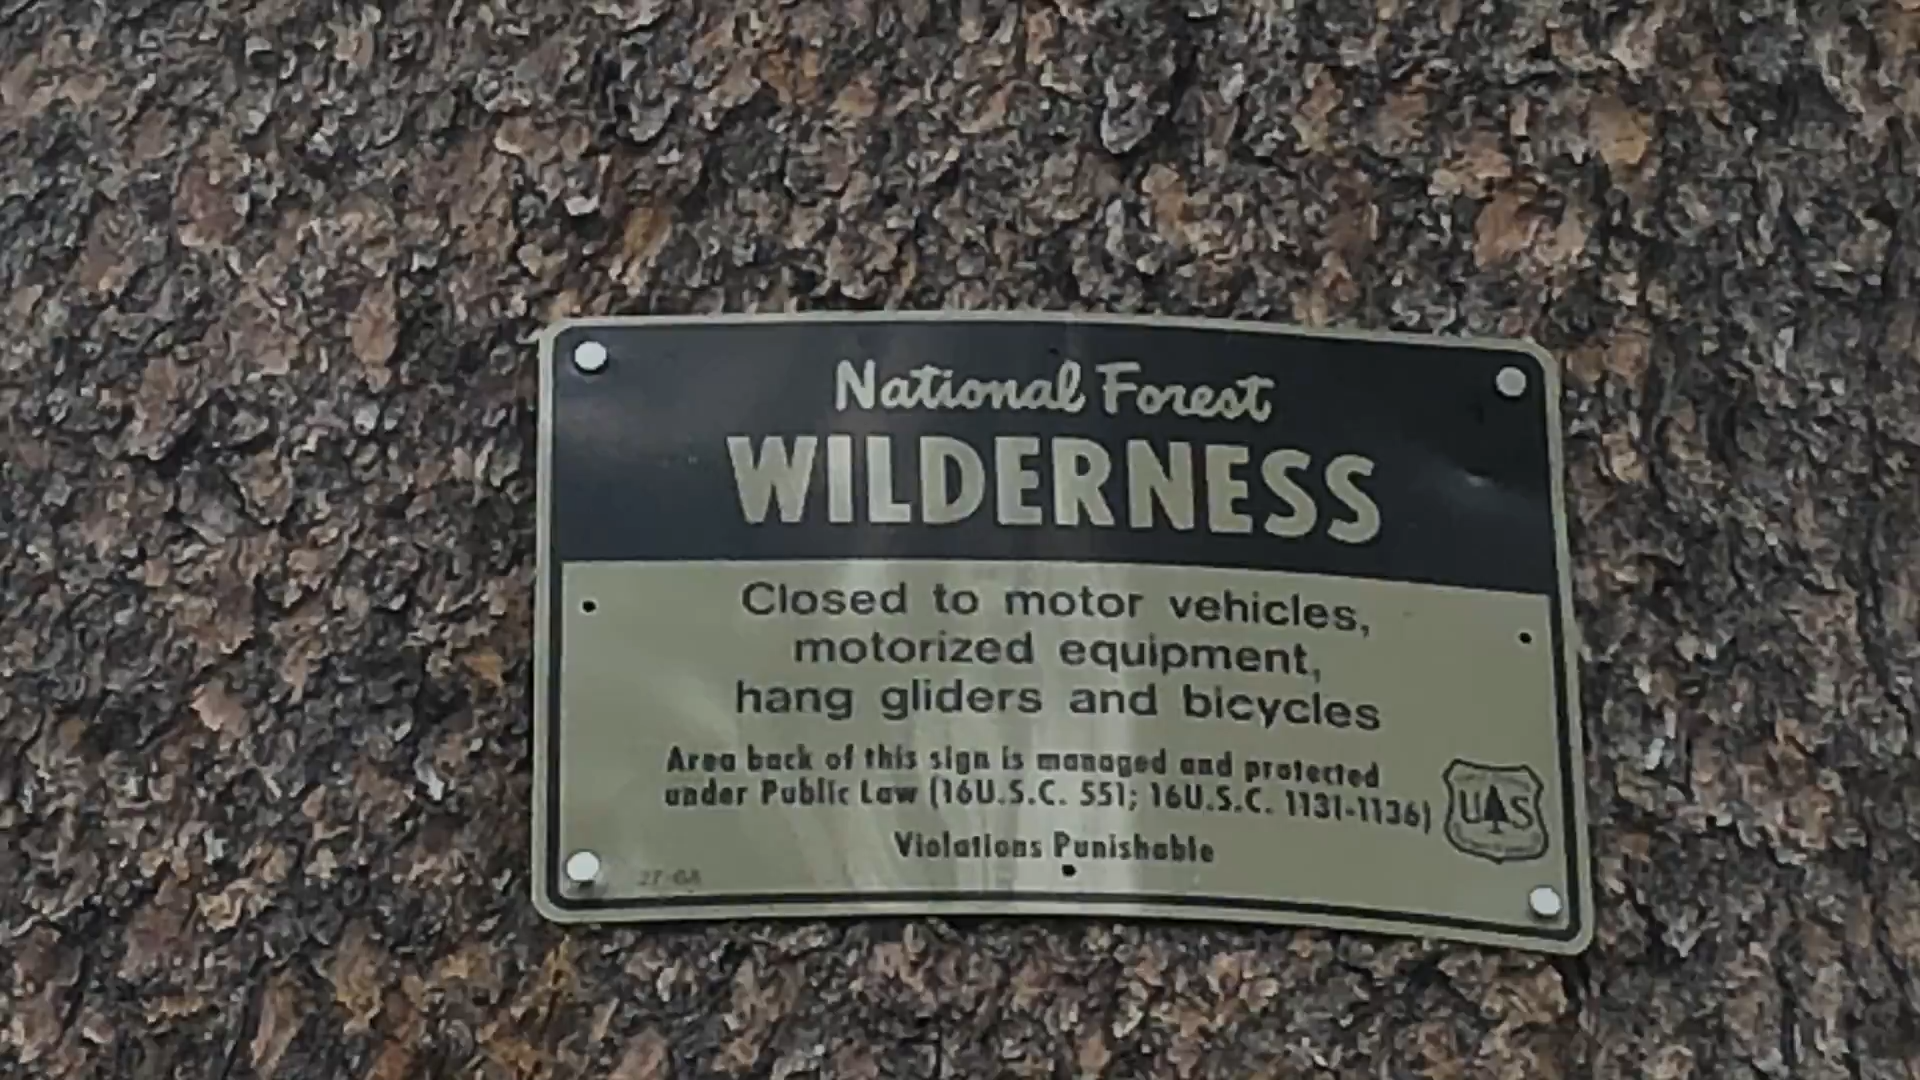 National Forest
WILDERNESS
Closed to motor vehicles,
motorized equipment,
hang gliders and bicycles
Area back of this sign is managed and protected
under Public Law (16U.S.C. 551; 16U.S.C. 1131-1136)
Violations Punishable
UAS